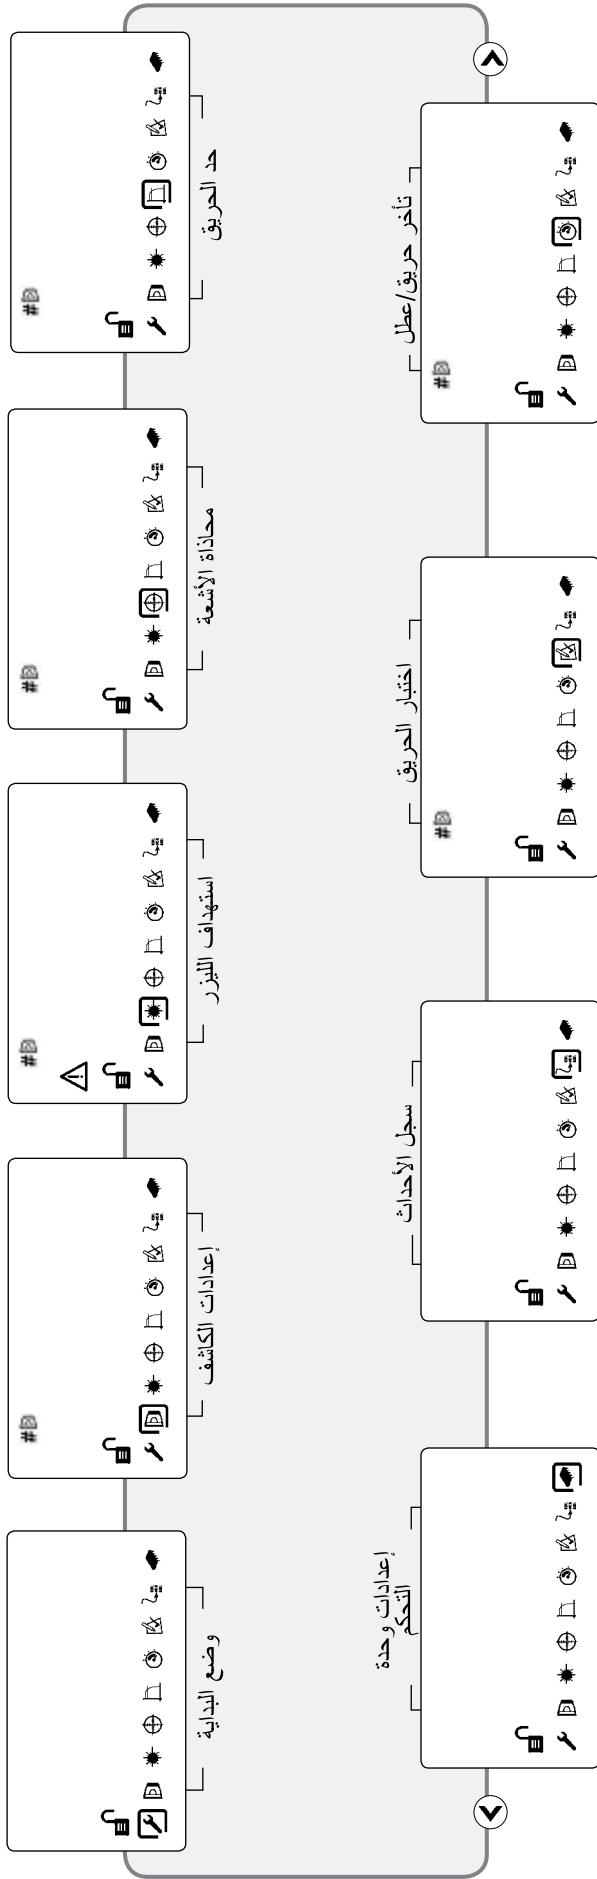 وضع البداية
إعدادات الكاشف
#
استهداف الليزر
#
محاذاة الأشعة
#
حد الحريق
#
تأخر حريق/عطل
#
اختبار الحريق
#
سجل الأحداث
إعدادات وحدة
التحكم